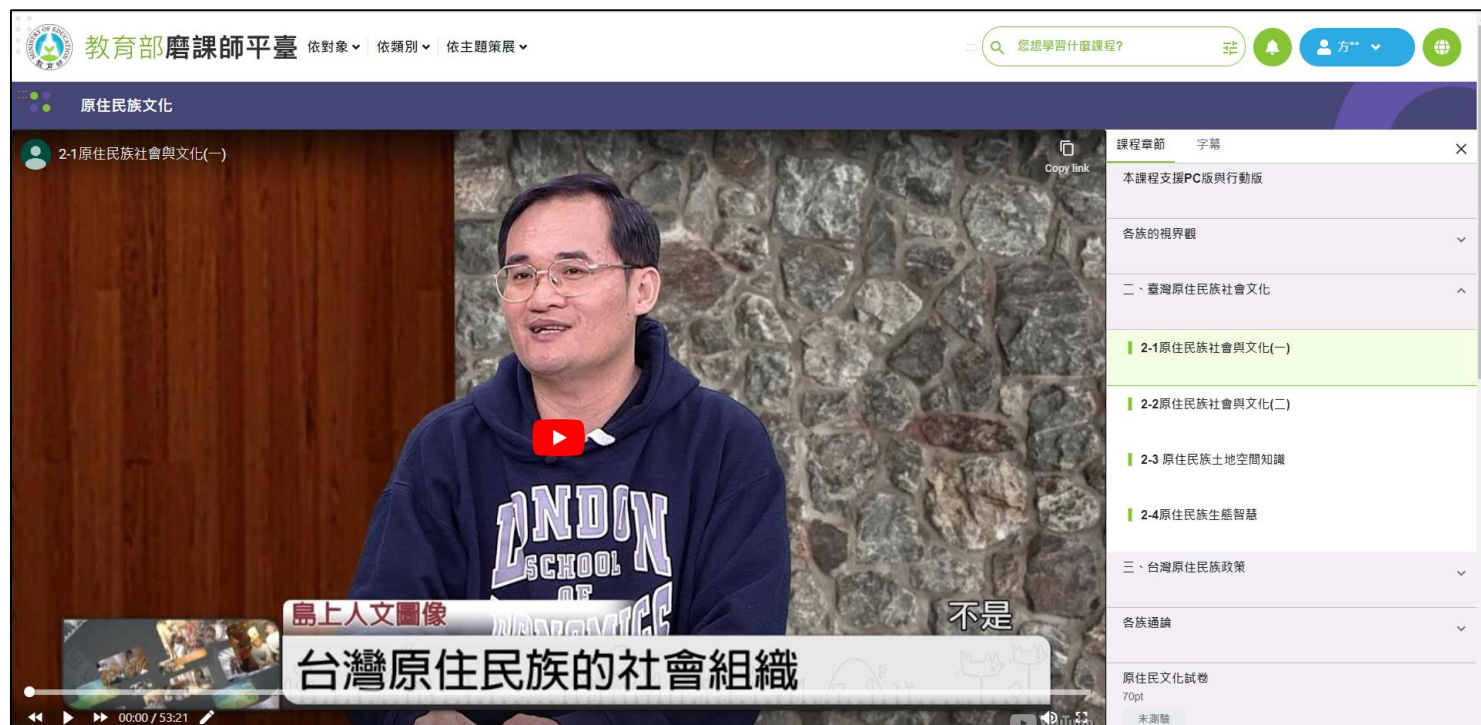 教育部磨課師平臺 依對象 依類別 依主題策展
您想學習什麼課程?
方**
原住民族文化
2-1原住民族社會與文化(一)
Copy link
LONDON
SCHOOL
OF
ECONOMICS
不是
島上人文圖像
台灣原住民族的社會組織
00:00 / 53:21
YouTube
課程章節 字幕
本課程支援PC版與行動版
各族的視界觀
二、臺灣原住民族社會文化
2-1原住民族社會與文化(一)
2-2原住民族社會與文化(二)
2-3 原住民族土地空間知識
2-4原住民族生態智慧
三、台灣原住民族政策
各族通論
原住民文化試卷
70pt
未測驗